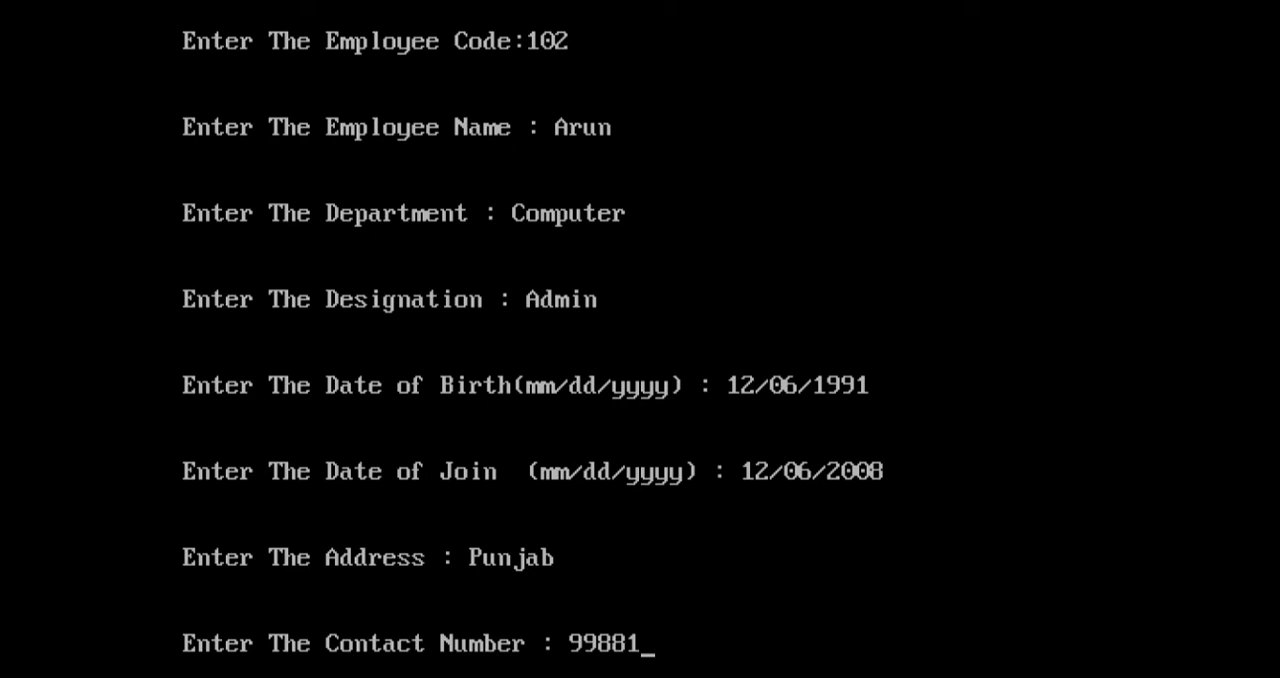 Enter The Employee Code:102
Enter The Employee Name : Arun
Enter The Department : Computer
Enter The Designation : Admin
Enter The Date of Birth(mm/dd/yyyy) : 12/06/1991
Enter The Date of Join  (mm/dd/yyyy) : 12/06/2008
Enter The Address : Punjab
Enter The Contact Number : 99881_